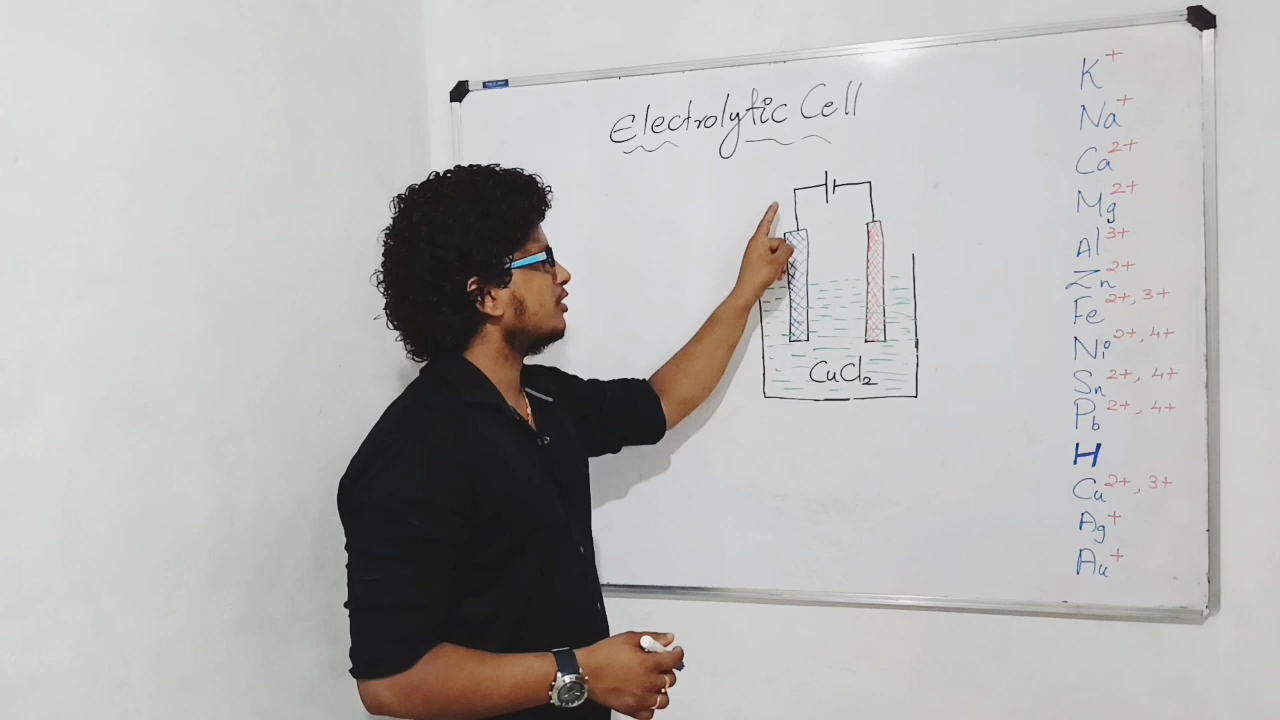 Electrolytic Cell
CuCl₂
K⁺
Na⁺
Ca²⁺
Mg²⁺
Al³⁺
Zn²⁺
Fe²⁺, ³⁺
Ni²⁺, ⁴⁺
Sn²⁺, ⁴⁺
Pb²⁺, ⁴⁺
H
Cu²⁺, ³⁺
Ag⁺
Au⁺